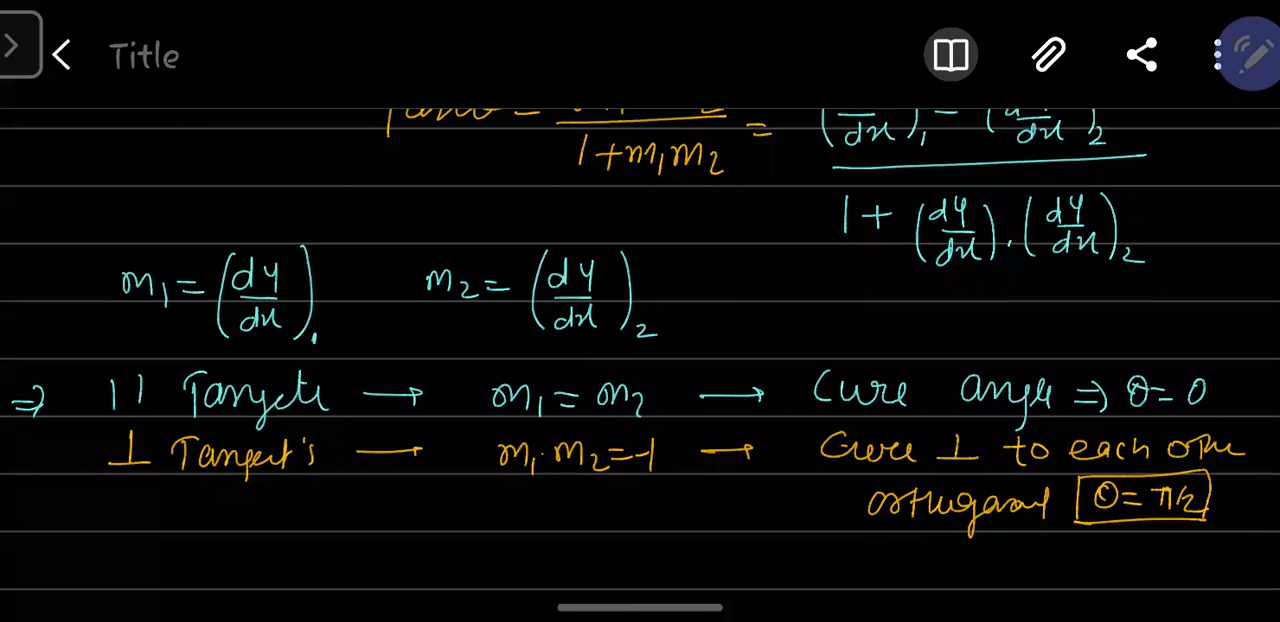 Title
1+m₁m₂ = (dy/dx)₁ - (dy/dx)₂
1 + (dy/dx).(dy/dx)₂
m₁ = (dy/dx)₁ m₂ = (dy/dx)₂
⇒ || Tangets → m₁ = m₂ → Curve angle ⇒ θ = 0
⊥ Tangent's → m₁.m₂ = -1 → Curve ⊥ to each other
orthogonal θ = π/2